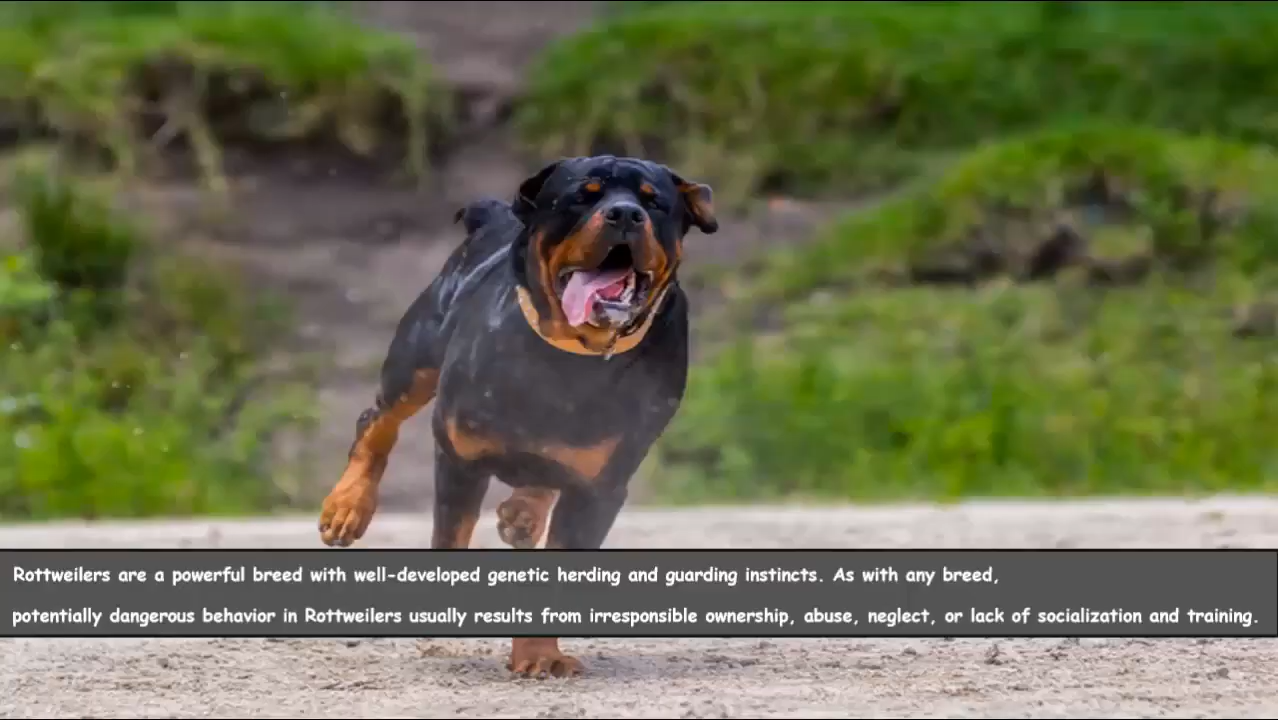 Rottweilers are a powerful breed with well-developed genetic herding and guarding instincts. As with any breed,
potentially dangerous behavior in Rottweilers usually results from irresponsible ownership, abuse, neglect, or lack of socialization and training.